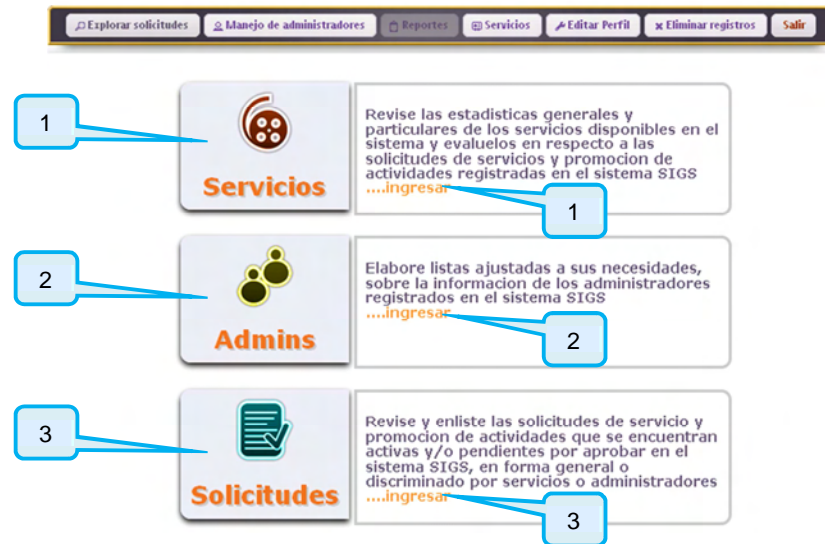 Explorar solicitudes Manejo de administradores Reportes Servicios Editar Perfil Eliminar registros Salir
1
Servicios
Revise las estadisticas generales y
particulares de los servicios disponibles en el
sistema y evaluelos en respecto a las
solicitudes de servicios y promocion de
actividades registradas en el sistema SIGS
....ingresar
1
2
Admins
Elabore listas ajustadas a sus necesidades,
sobre la informacion de los administradores
registrados en el sistema SIGS
....ingresar
2
3
Solicitudes
Revise y enliste las solicitudes de servicio y
promocion de actividades que se encuentran
activas y/o pendientes por aprobar en el
sistema SIGS, en forma general o
discriminado por servicios o administradores
....ingresar
3